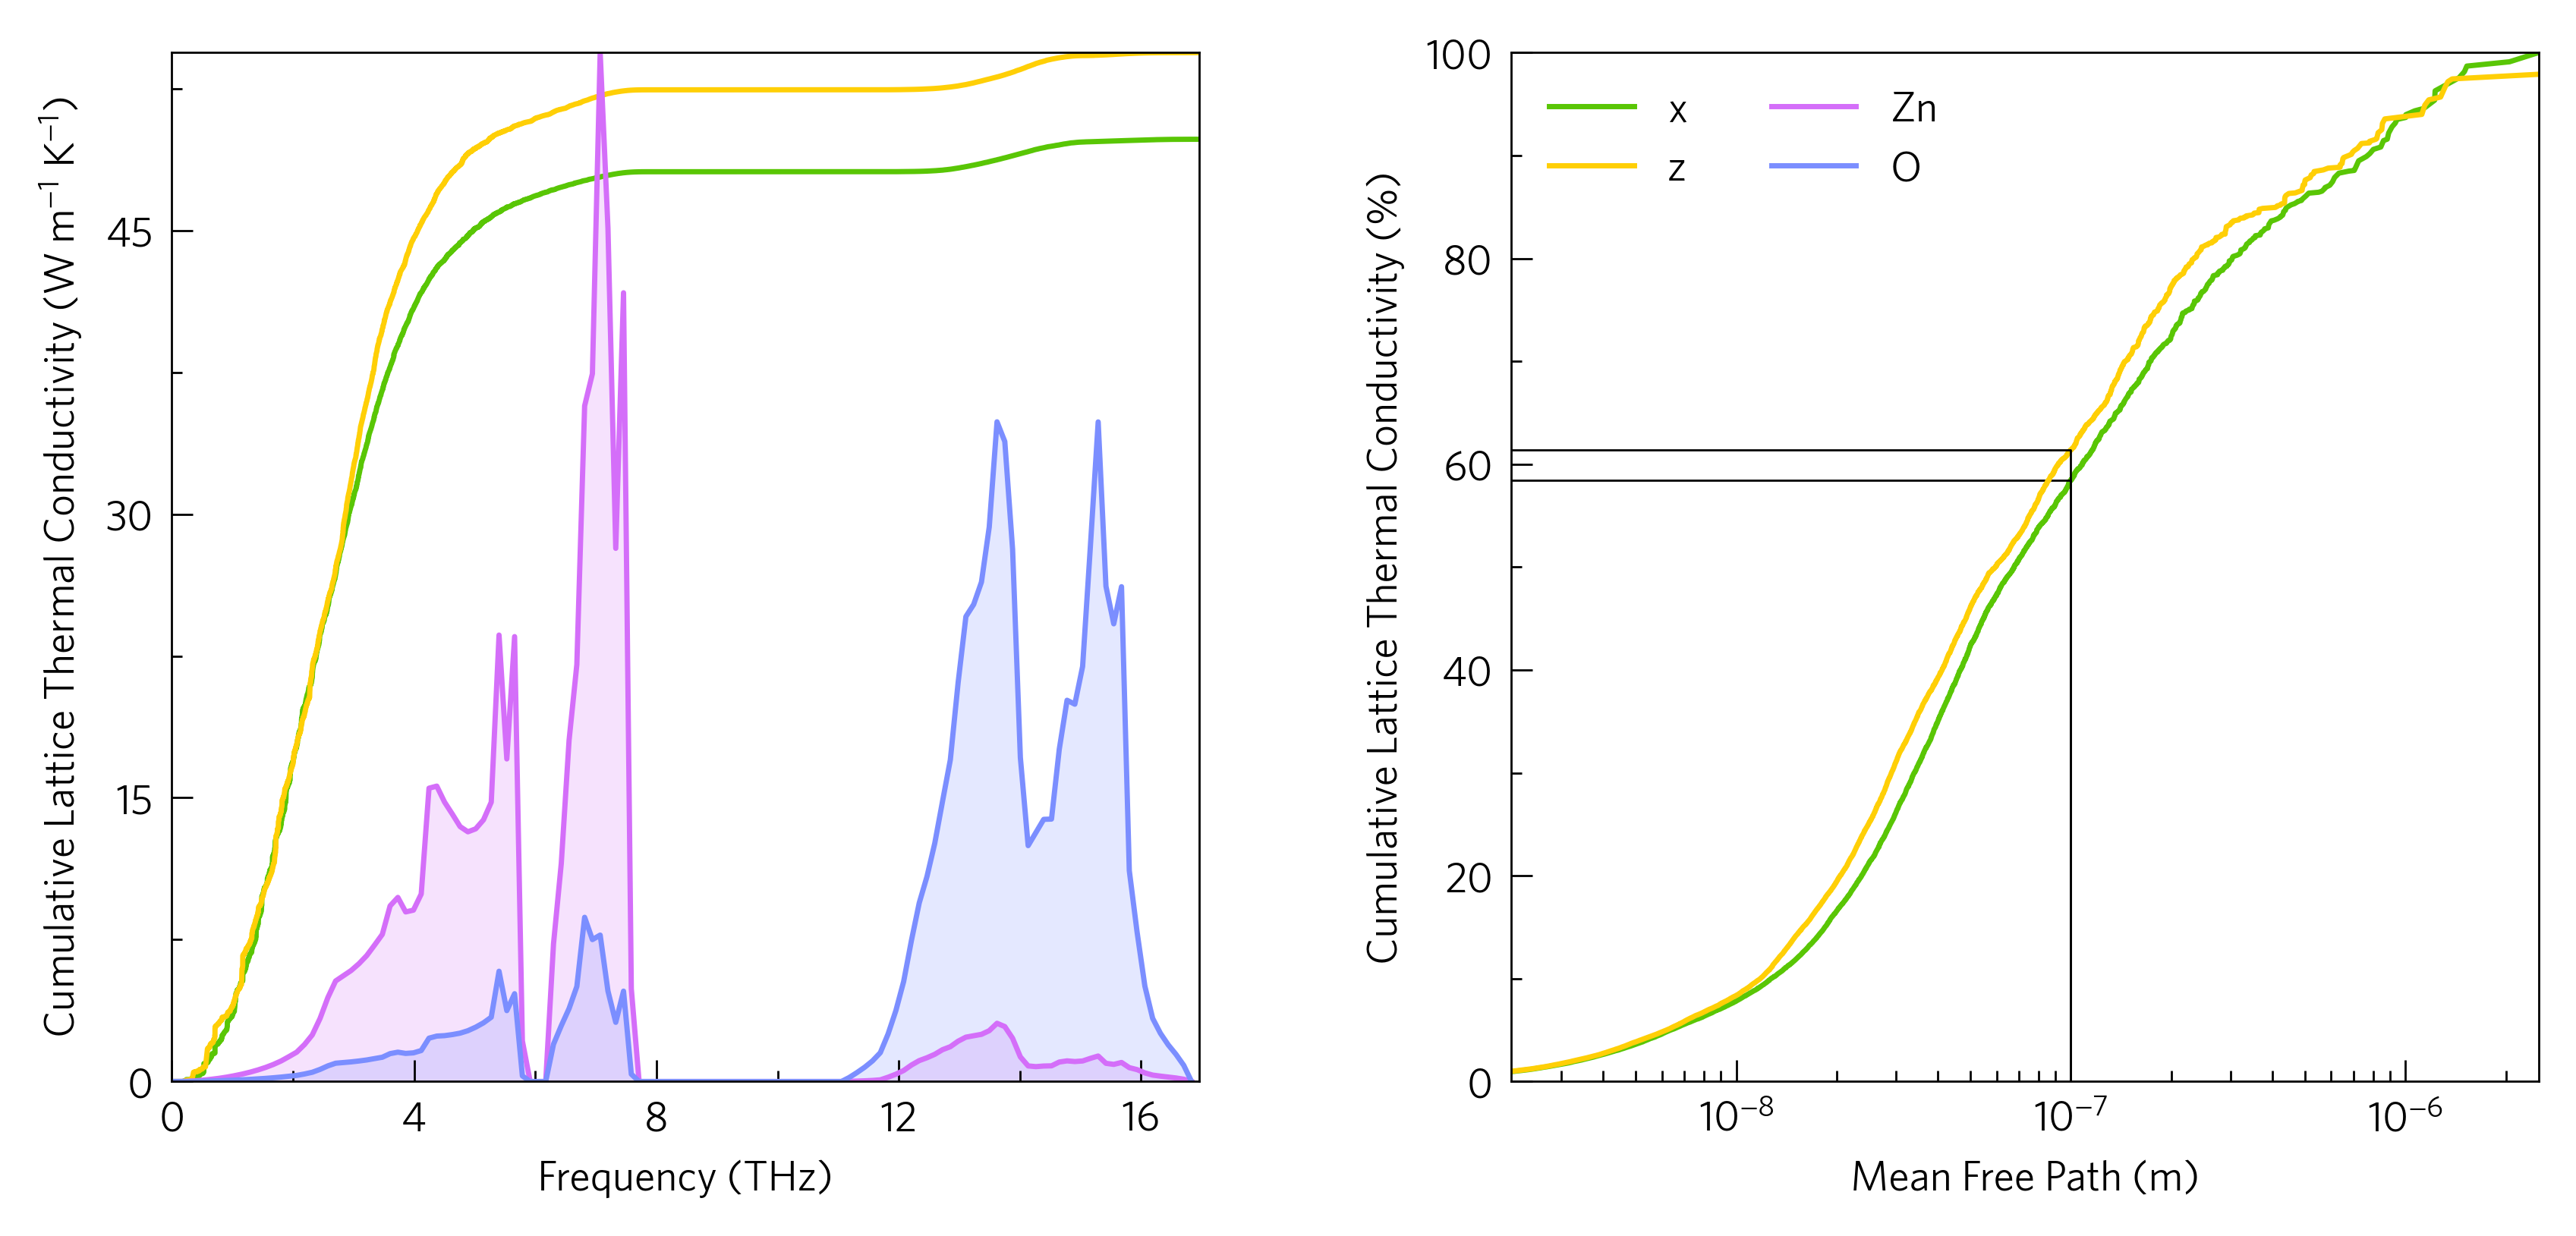 Cumulative Lattice Thermal Conductivity (W m⁻¹ K⁻¹)
45
30
15
0
0 4 8 12 16
Frequency (THz)
Cumulative Lattice Thermal Conductivity (%)
100
80
60
40
20
0
x Zn
z O
10⁻⁸ 10⁻⁷ 10⁻⁶
Mean Free Path (m)